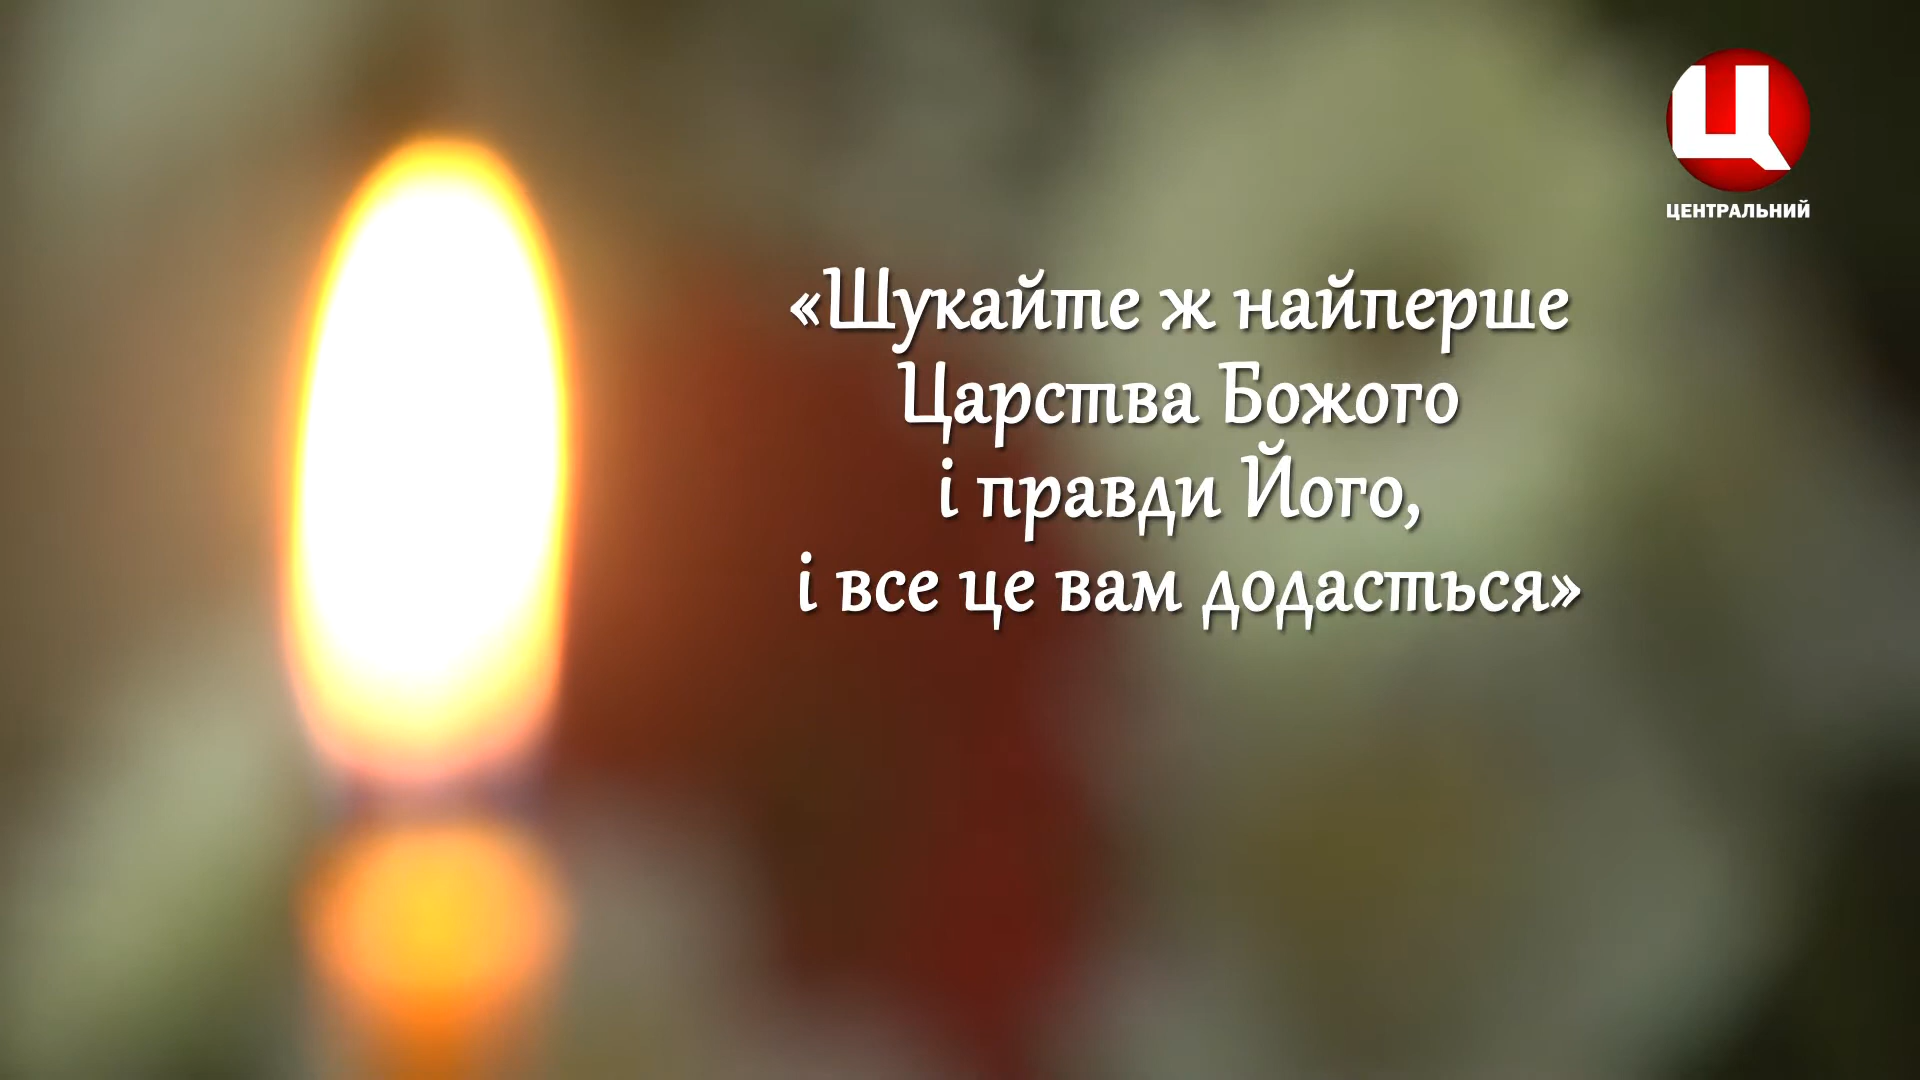 ЦЕНТРАЛЬНИЙ
«Шукайте ж найперше
Царства Божого
і правди Його,
і все це вам додасться»